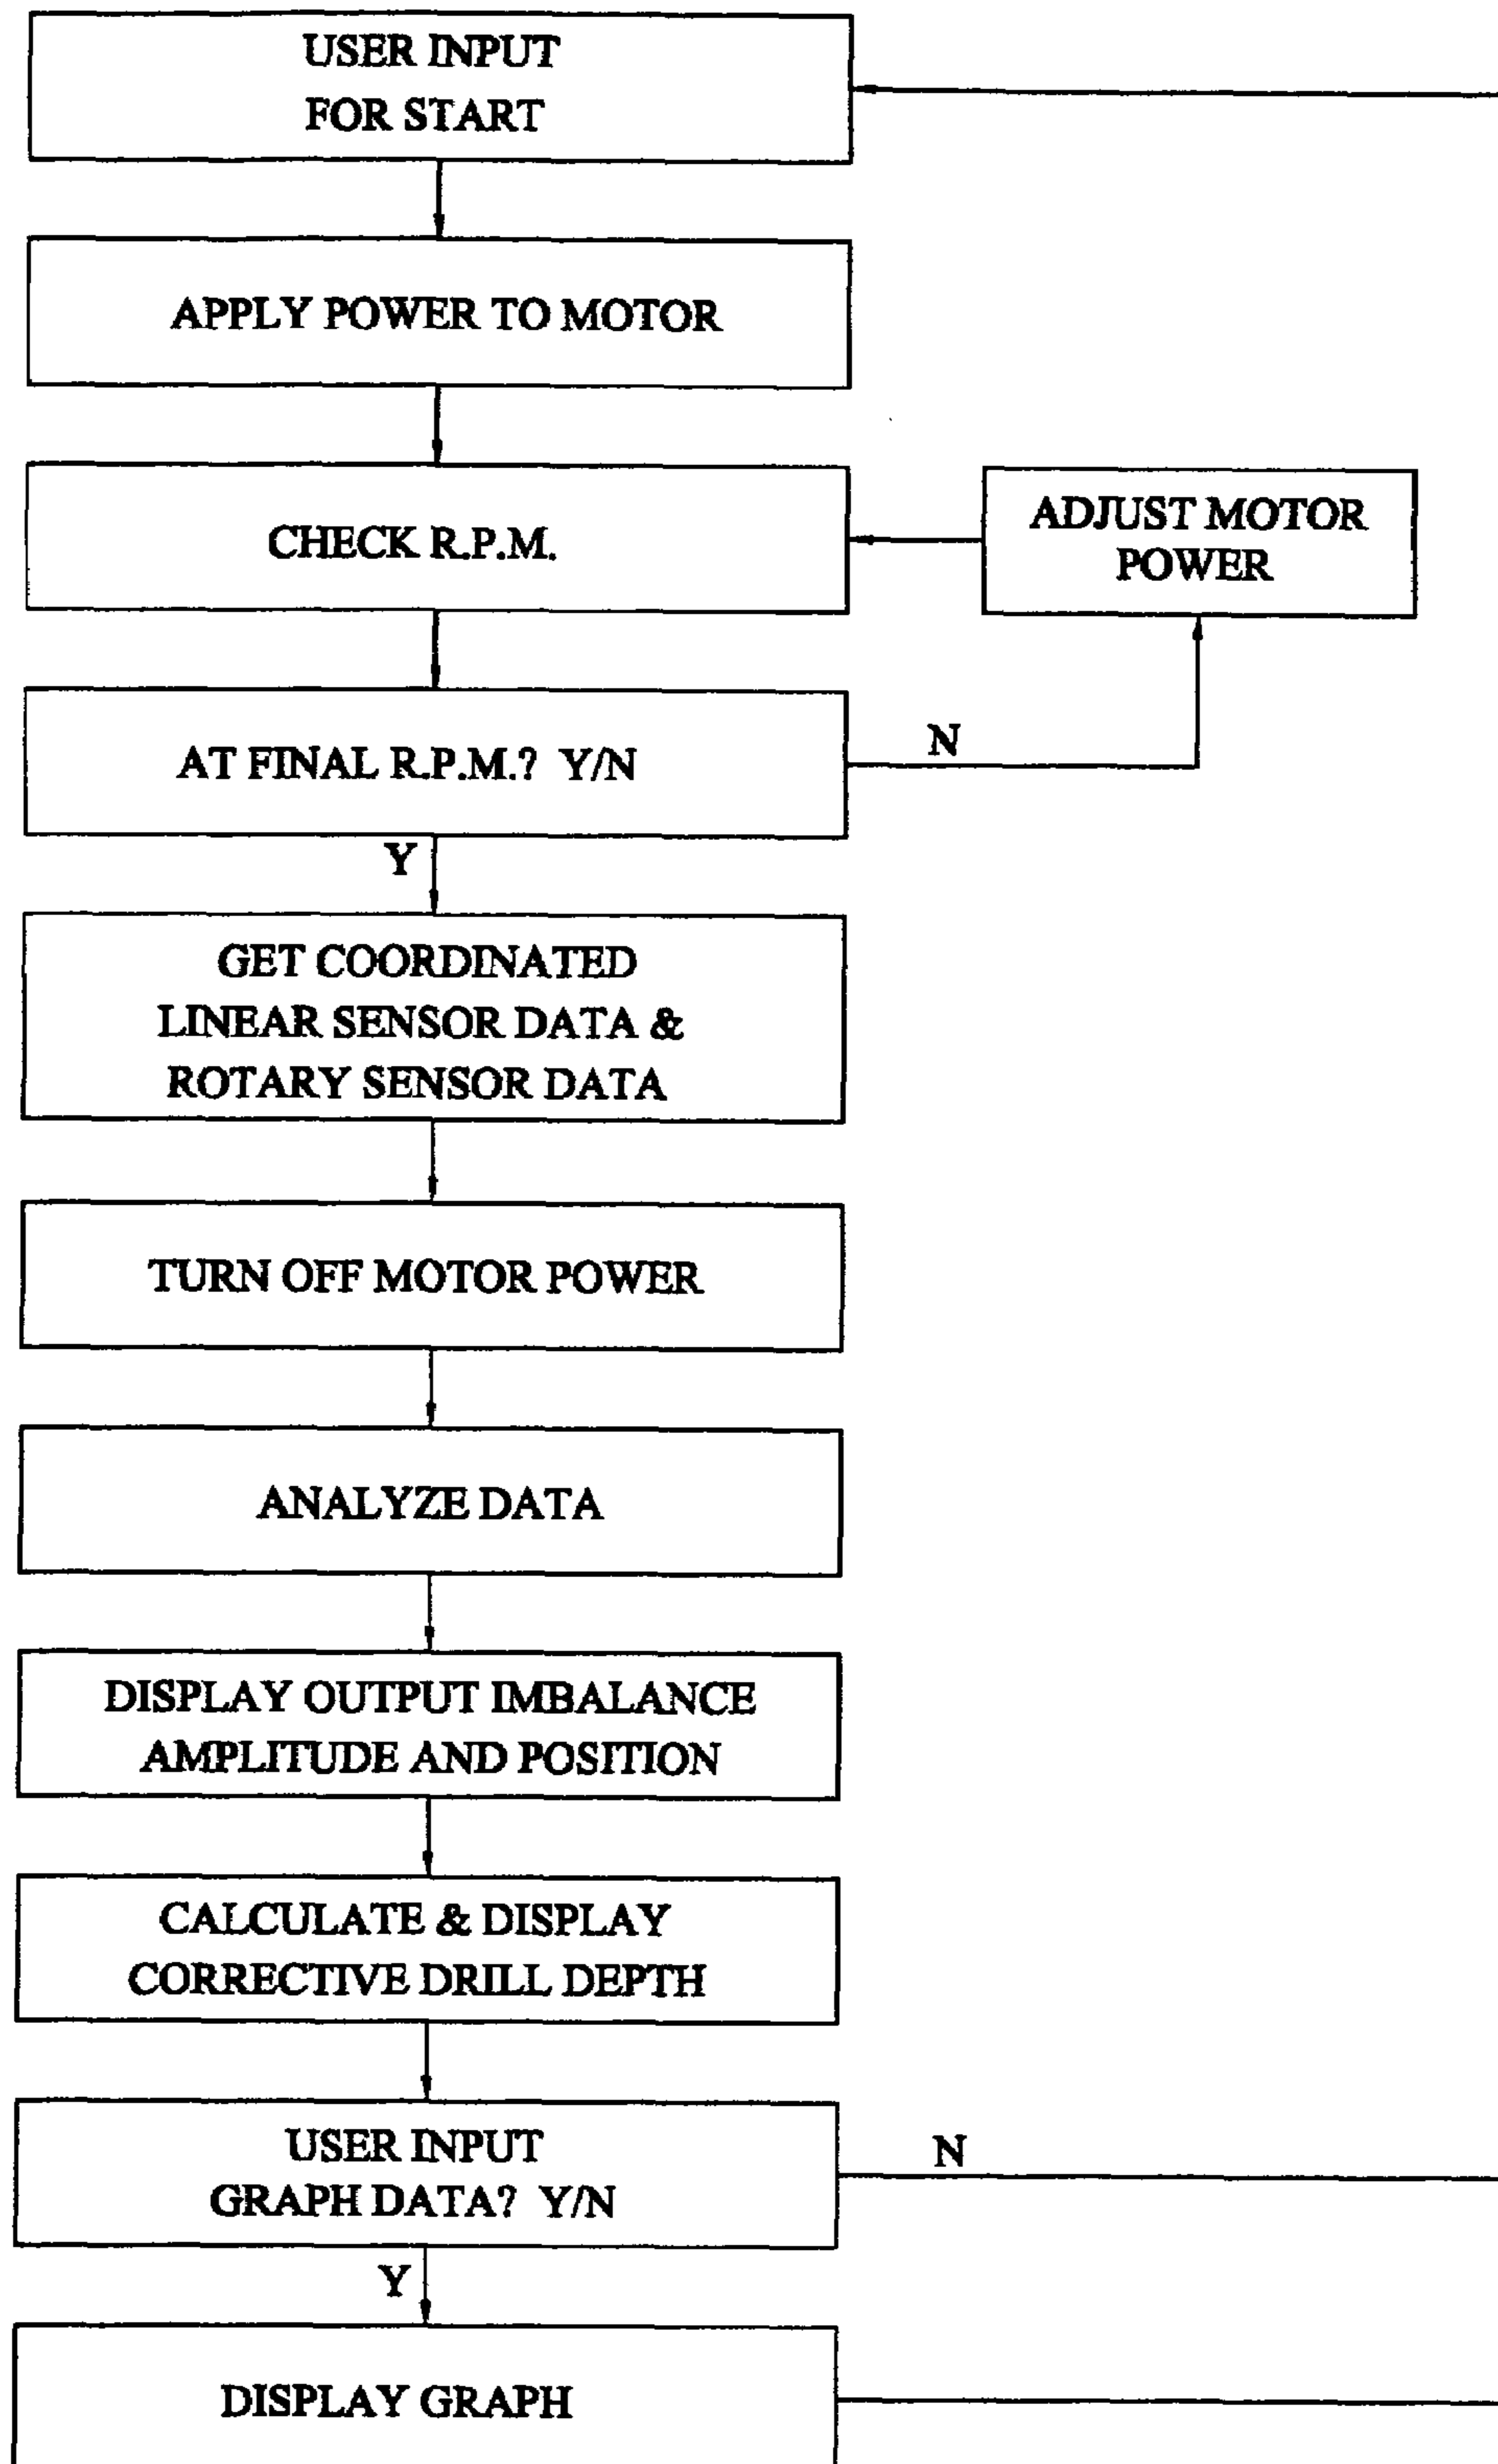 USER INPUT
FOR START
APPLY POWER TO MOTOR
CHECK R.P.M.
ADJUST MOTOR
POWER
AT FINAL R.P.M.? Y/N
N
Y
GET COORDINATED
LINEAR SENSOR DATA &
ROTARY SENSOR DATA
TURN OFF MOTOR POWER
ANALYZE DATA
DISPLAY OUTPUT IMBALANCE
AMPLITUDE AND POSITION
CALCULATE & DISPLAY
CORRECTIVE DRILL DEPTH
USER INPUT
GRAPH DATA? Y/N
N
Y
DISPLAY GRAPH